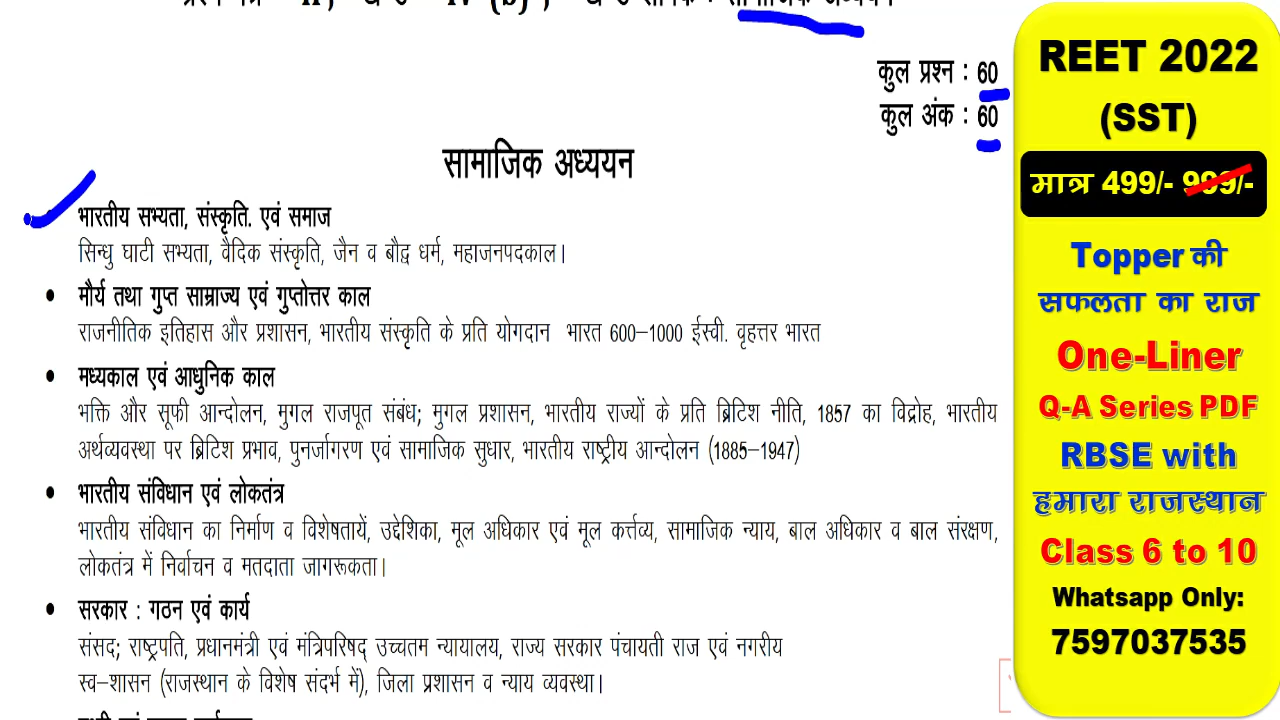 सामाजिक अध्ययन
कुल प्रश्न : 60
कुल अंक : 60
सामाजिक अध्ययन
भारतीय सभ्यता, संस्कृति. एवं समाज
सिन्धु घाटी सभ्यता, वैदिक संस्कृति, जैन व बौद्व धर्म, महाजनपदकाल।
• मौर्य तथा गुप्त साम्राज्य एवं गुप्तोत्तर काल
राजनीतिक इतिहास और प्रशासन, भारतीय संस्कृति के प्रति योगदान भारत 600–1000 ईस्वी. वृहत्तर भारत
• मध्यकाल एवं आधुनिक काल
भक्ति और सूफी आन्दोलन, मुगल राजपूत संबंध; मुगल प्रशासन, भारतीय राज्यों के प्रति ब्रिटिश नीति, 1857 का विद्रोह, भारतीय
अर्थव्यवस्था पर ब्रिटिश प्रभाव, पुनर्जागरण एवं सामाजिक सुधार, भारतीय राष्ट्रीय आन्दोलन (1885–1947)
• भारतीय संविधान एवं लोकतंत्र
भारतीय संविधान का निर्माण व विशेषतायें, उद्देशिका, मूल अधिकार एवं मूल कर्त्तव्य, सामाजिक न्याय, बाल अधिकार व बाल संरक्षण,
लोकतंत्र में निर्वाचन व मतदाता जागरूकता।
• सरकार : गठन एवं कार्य
संसद; राष्ट्रपति, प्रधानमंत्री एवं मंत्रिपरिषद् उच्चतम न्यायालय, राज्य सरकार पंचायती राज एवं नगरीय
स्व–शासन (राजस्थान के विशेष संदर्भ में), जिला प्रशासन व न्याय व्यवस्था।
REET 2022
(SST)
मात्र 499/- 999/-
Topper की
सफलता का राज
One-Liner
Q-A Series PDF
RBSE with
हमारा राजस्थान
Class 6 to 10
Whatsapp Only:
7597037535